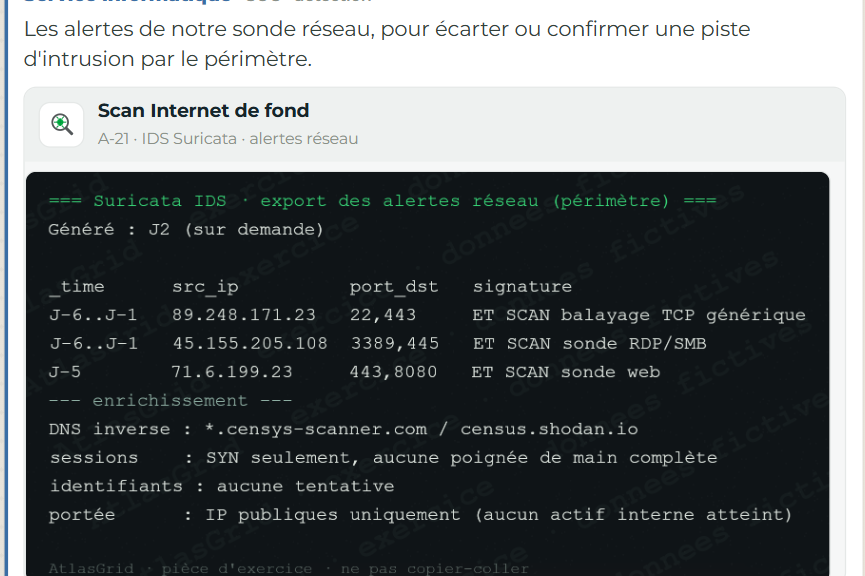 Les alertes de notre sonde réseau, pour écarter ou confirmer une piste
d'intrusion par le périmètre.
Scan Internet de fond
A-21 · IDS Suricata · alertes réseau
=== Suricata IDS · export des alertes réseau (périmètre) ===
Généré : J2 (sur demande)
_time src_ip port_dst signature
J-6..J-1 89.248.171.23 22,443 ET SCAN balayage TCP générique
J-6..J-1 45.155.205.108 3389,445 ET SCAN sonde RDP/SMB
J-5 71.6.199.23 443,8080 ET SCAN sonde web
--- enrichissement ---
DNS inverse : *.censys-scanner.com / census.shodan.io
sessions : SYN seulement, aucune poignée de main complète
identifiants : aucune tentative
portée : IP publiques uniquement (aucun actif interne atteint)
AtlasGrid · pièce d'exercice · ne pas copier-coller